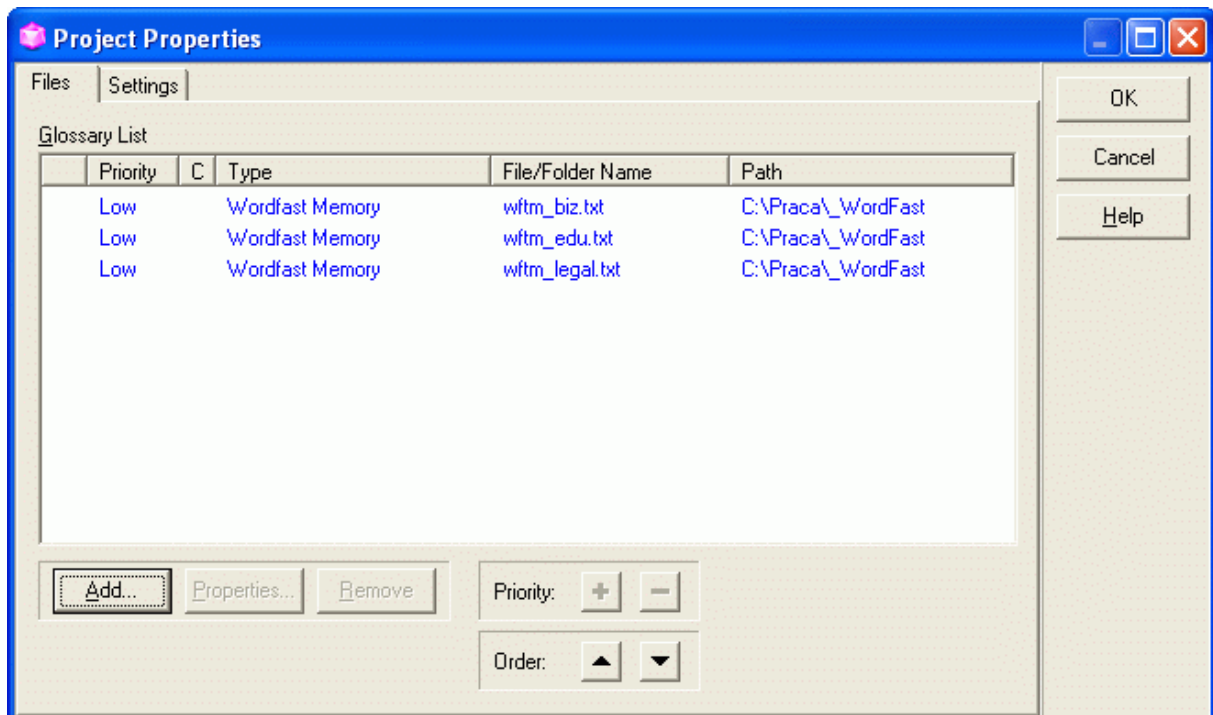 Project Properties
Files Settings
OK
Glossary List
Cancel
Priority C Type File/Folder Name Path
Low Wordfast Memory wftm_biz.txt C:\Praca\_WordFast
Help
Low Wordfast Memory wftm_edu.txt C:\Praca\_WordFast
Low Wordfast Memory wftm_legal.txt C:\Praca\_WordFast
Add... Properties... Remove Priority: + −
Order: